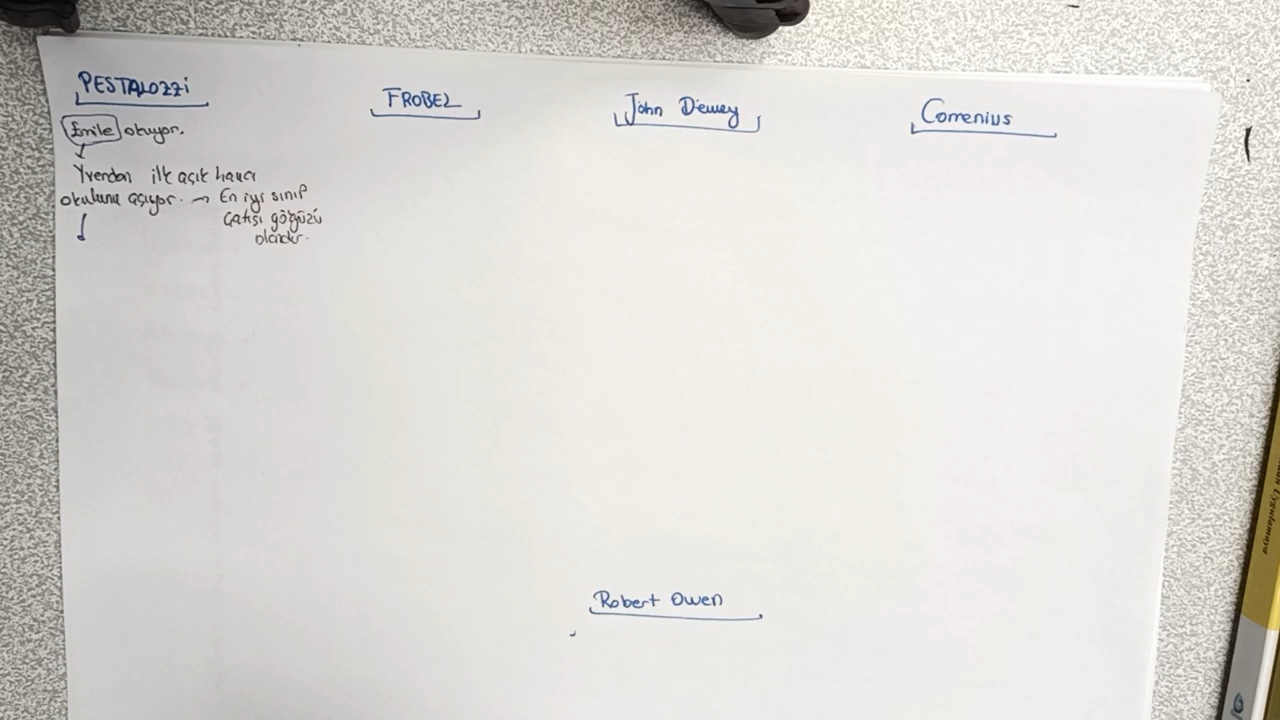 PESTALOZZi
FROBEL
John Dewey
Comenius
Emile okuyor.
Yverdon ilk açık hava
okulunu açıyor. → En iyi sınıf
çatısı gökyüzü
olandır.
Robert Owen
Uygulamaya